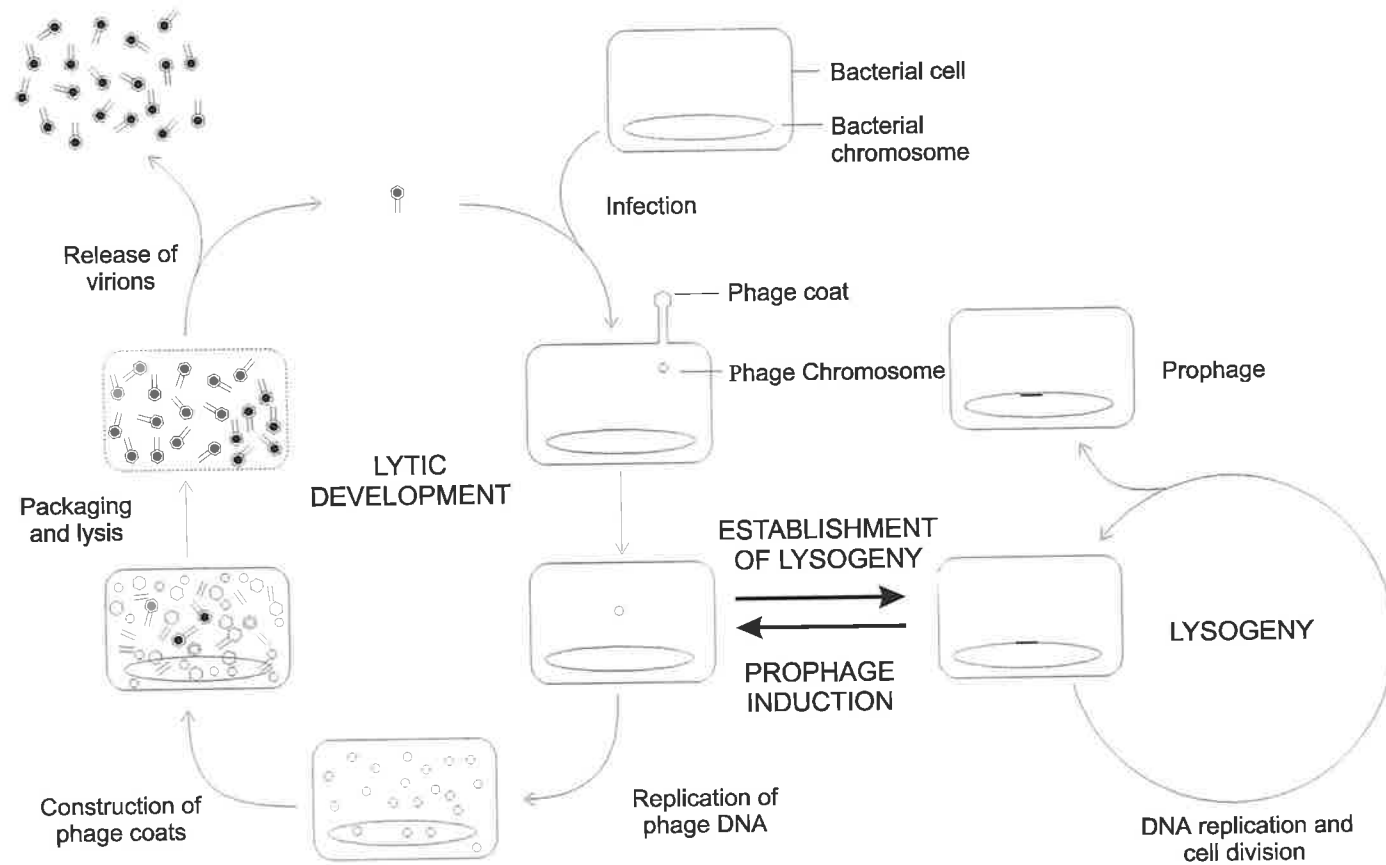 Bacterial cell
Bacterial
chromosome
Infection
Release of
virions
Phage coat
Phage Chromosome
Prophage
LYTIC
DEVELOPMENT
Packaging
and lysis
ESTABLISHMENT
OF LYSOGENY
LYSOGENY
PROPHAGE
INDUCTION
Construction of
phage coats
Replication of
phage DNA
DNA replication and
cell division